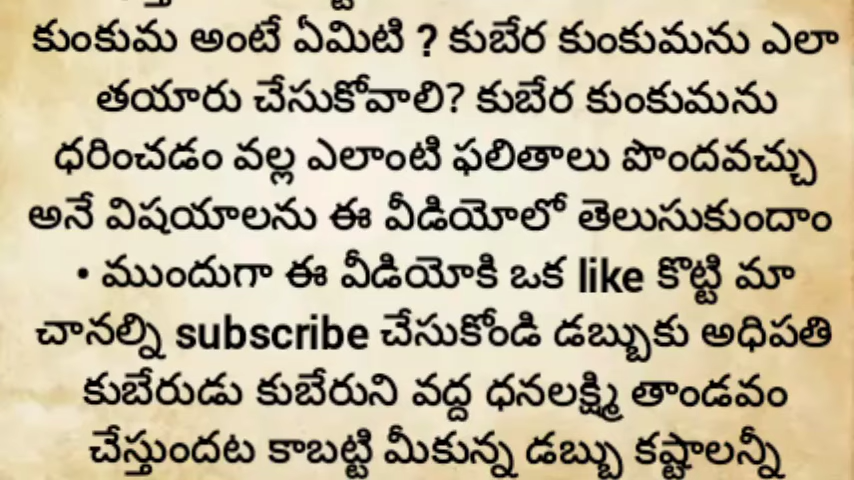 కుంకుమ అంటే ఏమిటి ? కుబేర కుంకుమను ఎలా
తయారు చేసుకోవాలి? కుబేర కుంకుమను
ధరించడం వల్ల ఎలాంటి ఫలితాలు పొందవచ్చు
అనే విషయాలను ఈ వీడియోలో తెలుసుకుందాం
• ముందుగా ఈ వీడియోకి ఒక like కొట్టి మా
చానల్ని subscribe చేసుకోండి డబ్బుకు అధిపతి
కుబేరుడు కుబేరుని వద్ద ధనలక్ష్మి తాండవం
చేస్తుందట కాబట్టి మీకున్న డబ్బు కష్టాలన్నీ